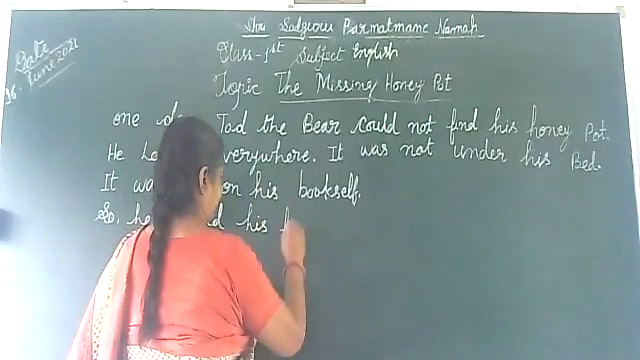 Shri Sadguru Parmatmane Namah
Date
16. June 2021
Class-1st Subject English
Topic The Missing Honey Pot
One Tod the Bear could not find his honey Pot.
He everywhere. It was not under his Bed.
It on his bookself.
So, he his